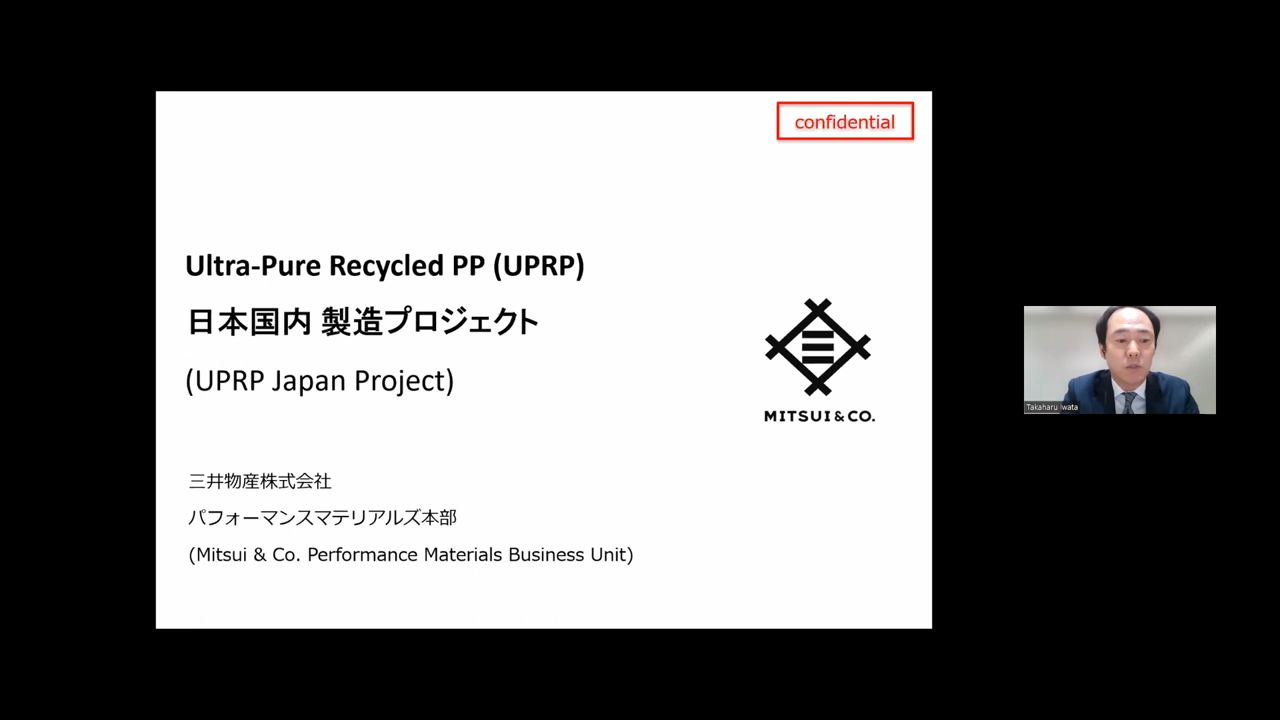 confidential
Ultra-Pure Recycled PP (UPRP)
日本国内 製造プロジェクト
(UPRP Japan Project)
MITSUI & CO.
三井物産株式会社
パフォーマンスマテリアルズ本部
(Mitsui & Co. Performance Materials Business Unit)
Takaharu Iwata